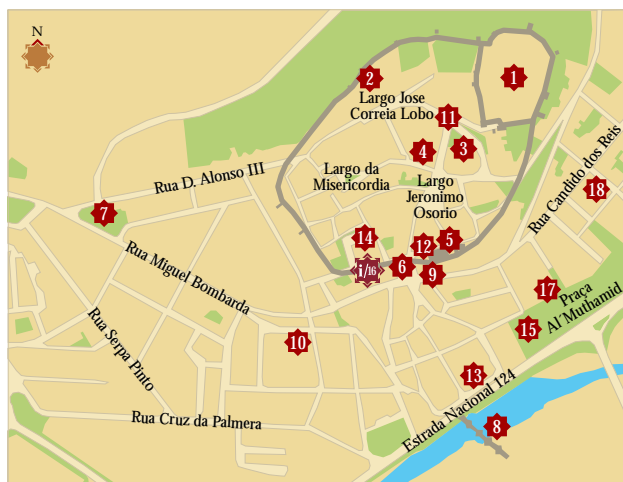 N
1
2
Largo Jose
Correia Lobo
11
3
4
Rua D. Alonso III
Largo da
Misericordia
Largo
Jeronimo
Osorio
Rua Candido dos Reis
18
7
14
12
5
6
9
i/16
Rua Miguel Bombarda
17
Praça
Al´Muthamid
15
Rua Serpa Pinto
10
13
Estrada Nacional 124
Rua Cruz da Palmera
8